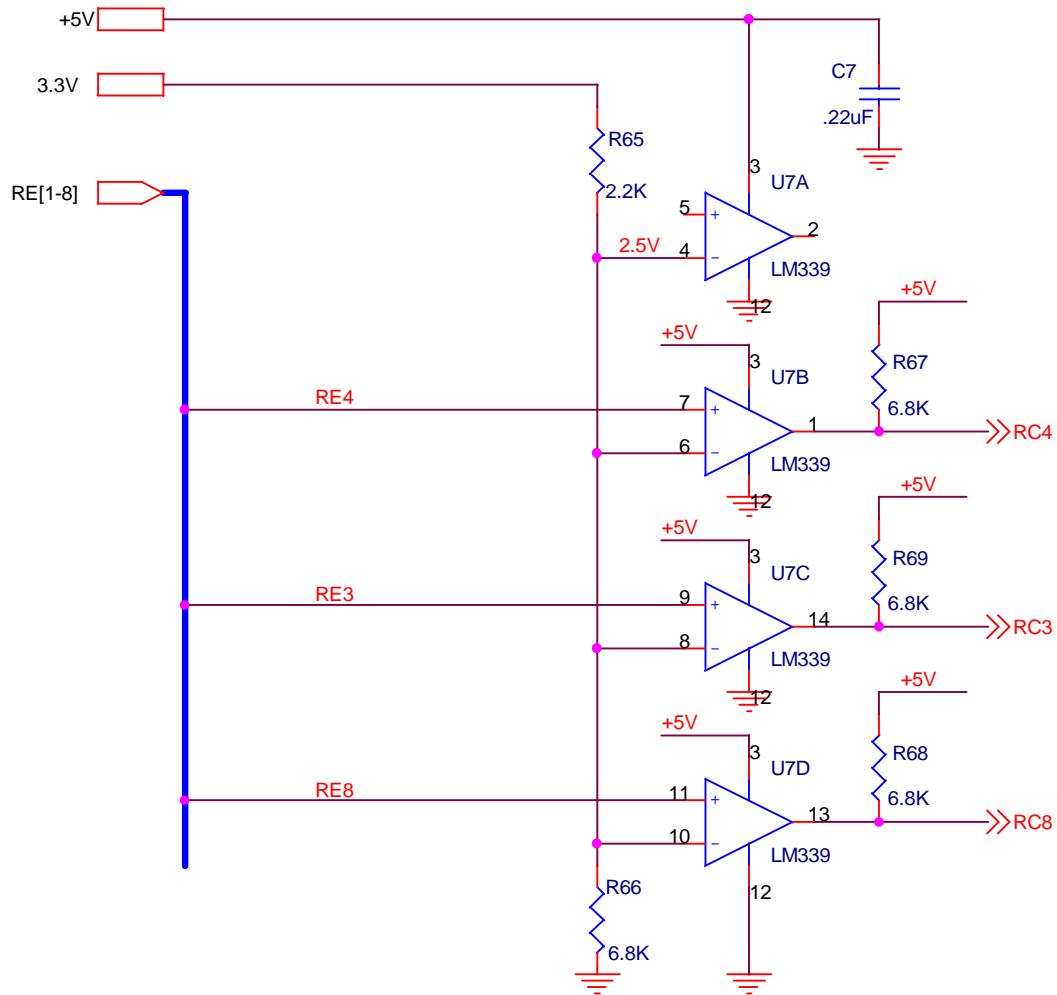 +5V
3.3V
C7
.22uF
R65
2.2K
RE[1-8]
3
U7A
5
+
2
2.5V
4
−
LM339
12
+5V
+5V
3
U7B
R67
RE4
7
+
6.8K
1
RC4
6
−
LM339
12
+5V
+5V
3
U7C
R69
RE3
9
+
6.8K
14
RC3
8
−
LM339
12
+5V
+5V
3
U7D
R68
RE8
11
+
6.8K
13
RC8
10
−
LM339
R66
12
6.8K